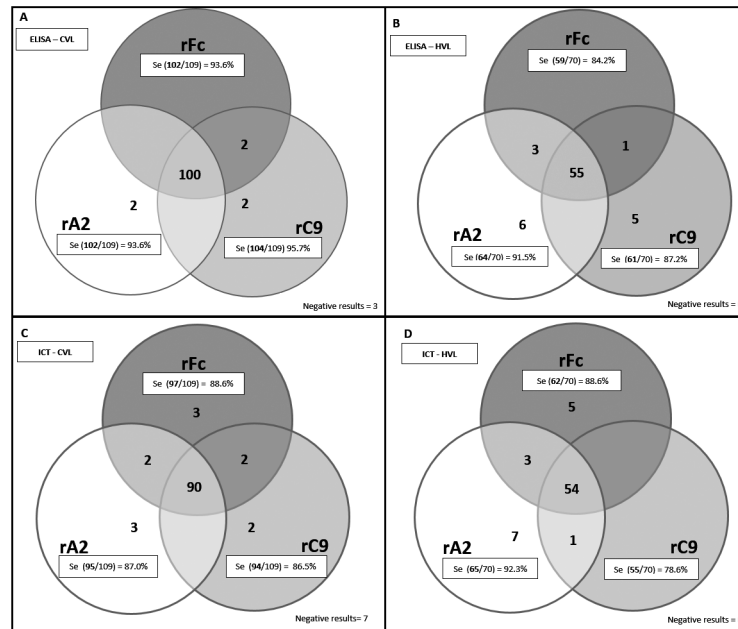 A
ELISA – CVL
rFc
Se (102/109) = 93.6%
2
100
2
2
rA2
rC9
Se (102/109) = 93.6%
Se (104/109) 95.7%
Negative results = 3
B
ELISA – HVL
rFc
Se (59/70) = 84.2%
3
1
55
6
5
rA2
rC9
Se (64/70) = 91.5%
Se (61/70) = 87.2%
Negative results =
C
ICT - CVL
rFc
Se (97/109) = 88.6%
3
2
2
90
3
2
rA2
rC9
Se (95/109) = 87.0%
Se (94/109) = 86.5%
Negative results= 7
D
ICT - HVL
rFc
Se (62/70) = 88.6%
5
3
54
7
1
rA2
rC9
Se (65/70) = 92.3%
Se (55/70) = 78.6%
Negative results =